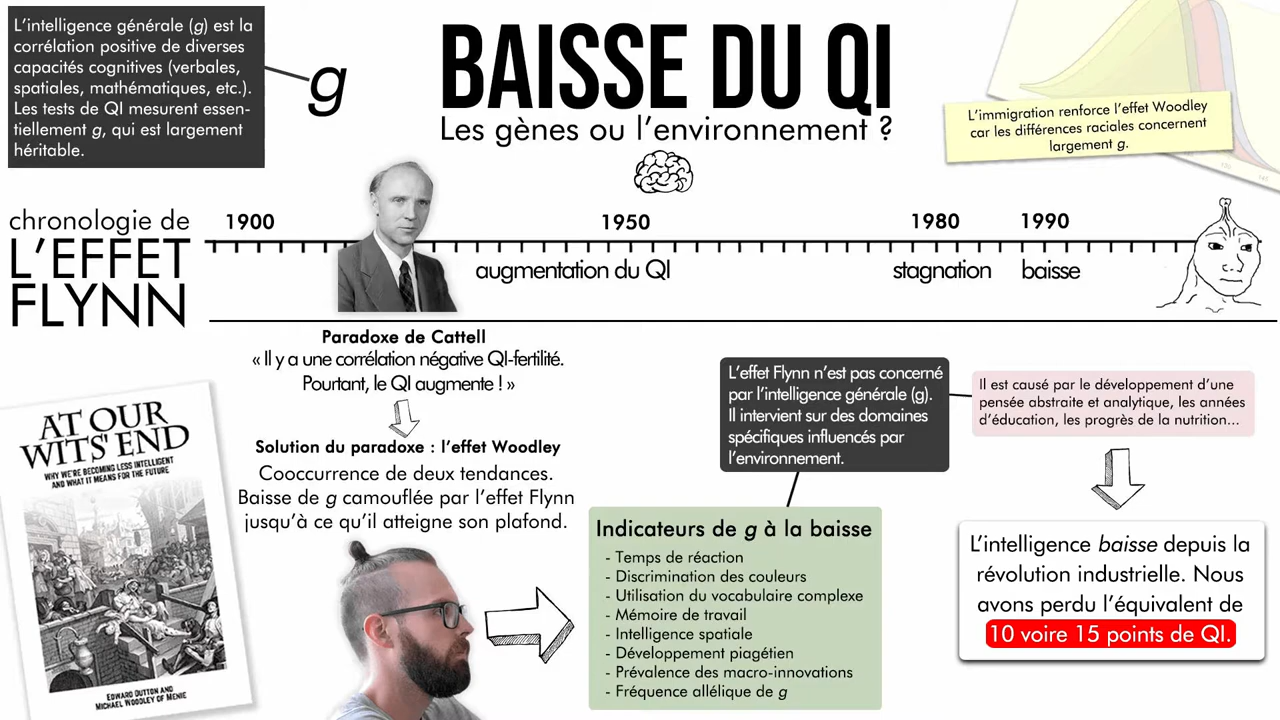 L'intelligence générale (g) est la
corrélation positive de diverses
capacités cognitives (verbales,
spatiales, mathématiques, etc.).
Les tests de QI mesurent essen-
tiellement g, qui est largement
héritable.
g
BAISSE DU QI
Les gènes ou l'environnement ?
L'immigration renforce l'effet Woodley
car les différences raciales concernent
largement g.
130
145
chronologie de
L'EFFET
FLYNN
1900
1950
1980
1990
augmentation du QI
stagnation
baisse
Paradoxe de Cattell
« Il y a une corrélation négative QI-fertilité.
Pourtant, le QI augmente ! »
Solution du paradoxe : l'effet Woodley
Cooccurrence de deux tendances.
Baisse de g camouflée par l'effet Flynn
jusqu'à ce qu'il atteigne son plafond.
AT OUR
WITS' END
WHY WE'RE BECOMING LESS INTELLIGENT
AND WHAT IT MEANS FOR THE FUTURE
EDWARD DUTTON AND
MICHAEL WOODLEY OF MENIE
L'effet Flynn n'est pas concerné
par l'intelligence générale (g).
Il intervient sur des domaines
spécifiques influencés par
l'environnement.
Il est causé par le développement d'une
pensée abstraite et analytique, les années
d'éducation, les progrès de la nutrition...
Indicateurs de g à la baisse
- Temps de réaction
- Discrimination des couleurs
- Utilisation du vocabulaire complexe
- Mémoire de travail
- Intelligence spatiale
- Développement piagétien
- Prévalence des macro-innovations
- Fréquence allélique de g
L'intelligence baisse depuis la
révolution industrielle. Nous
avons perdu l'équivalent de
10 voire 15 points de QI.